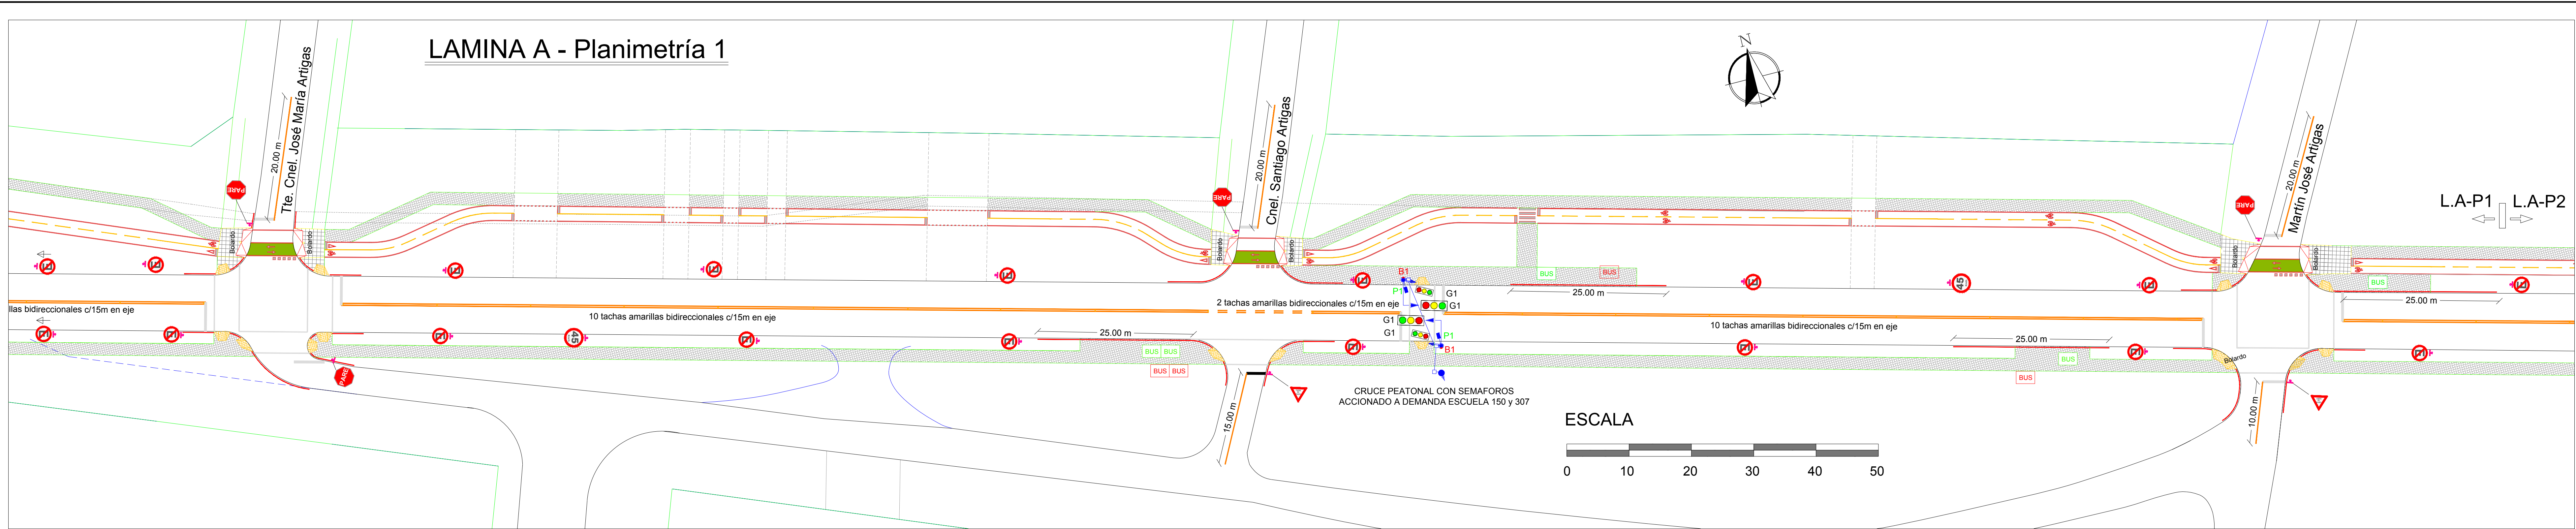 LAMINA A - Planimetría 1
N
20.00 m
Tte. Cnel. José María Artigas
PARE
Bolardo
Bolardo
20.00 m
Cnel. Santiago Artigas
PARE
Bolardo
Bolardo
20.00 m
Martín José Artigas
PARE
Bolardo
Bolardo
L.A-P1
L.A-P2
BUS
BUS
BUS
25.00 m
25.00 m
45
B1
P1
G1
G1
G1
G1
P1
B1
llas bidireccionales c/15m en eje
10 tachas amarillas bidireccionales c/15m en eje
2 tachas amarillas bidireccionales c/15m en eje
10 tachas amarillas bidireccionales c/15m en eje
45
25.00 m
25.00 m
BUS BUS
BUS BUS
BUS
BUS
Bolardo
PARE
15.00 m
10.00 m
CRUCE PEATONAL CON SEMAFOROS
ACCIONADO A DEMANDA ESCUELA 150 y 307
ESCALA
0 10 20 30 40 50